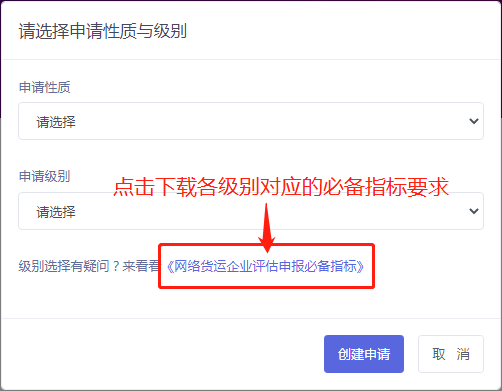 请选择申请性质与级别
申请性质
请选择
申请级别
点击下载各级别对应的必备指标要求
请选择
级别选择有疑问？来看看《网络货运企业评估申报必备指标》
创建申请
取 消